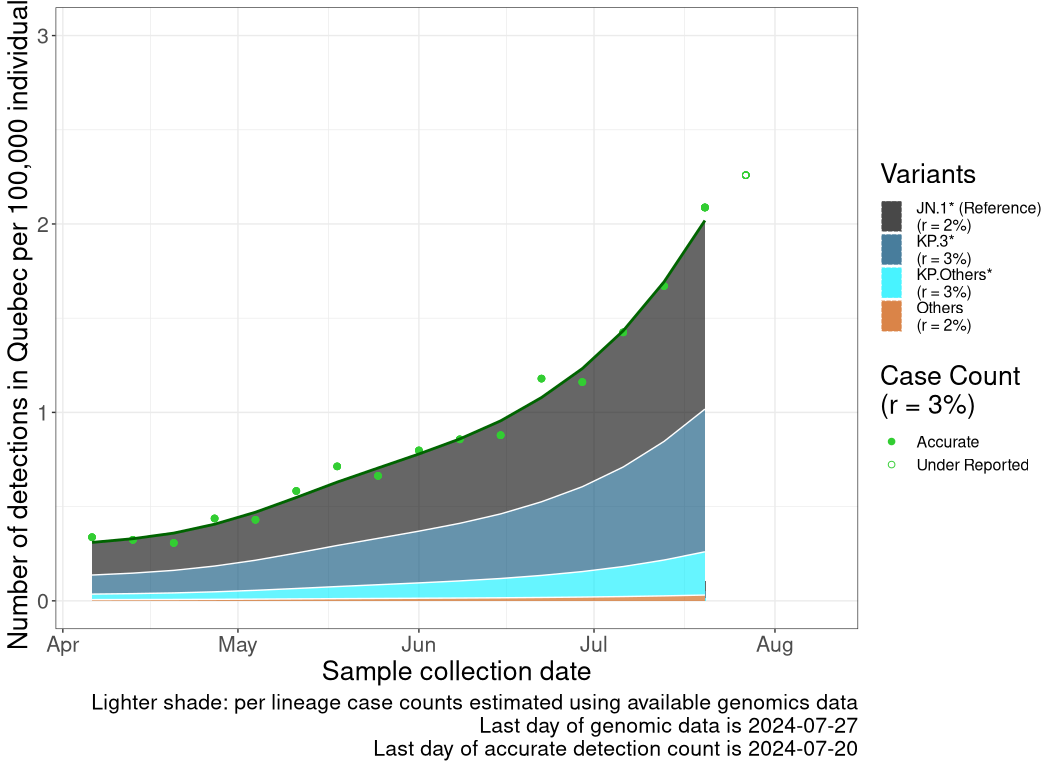 Number of detections in Quebec per 100,000 individual
3
2
1
0
Apr
May
Jun
Jul
Aug
Sample collection date
Lighter shade: per lineage case counts estimated using available genomics data
Last day of genomic data is 2024-07-27
Last day of accurate detection count is 2024-07-20
Variants
JN.1* (Reference)
(r = 2%)
KP.3*
(r = 3%)
KP.Others*
(r = 3%)
Others
(r = 2%)
Case Count
(r = 3%)
Accurate
Under Reported